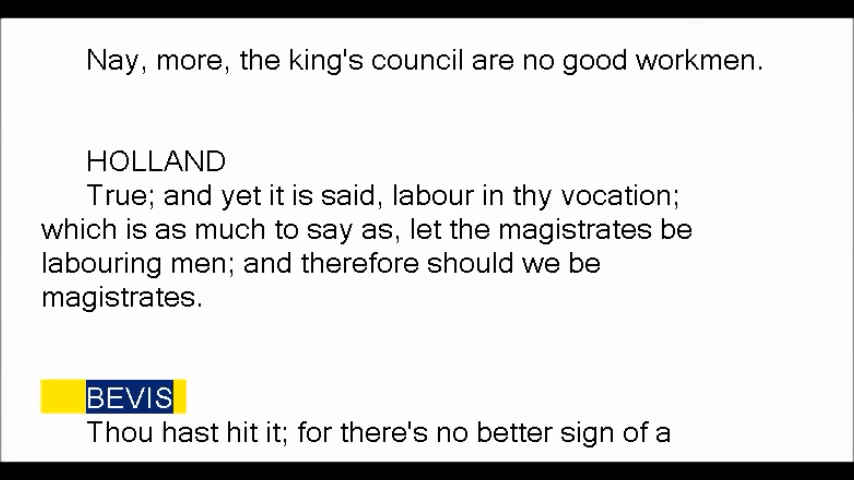 Nay, more, the king's council are no good workmen.
HOLLAND
True; and yet it is said, labour in thy vocation;
which is as much to say as, let the magistrates be
labouring men; and therefore should we be
magistrates.
BEVIS
Thou hast hit it; for there's no better sign of a